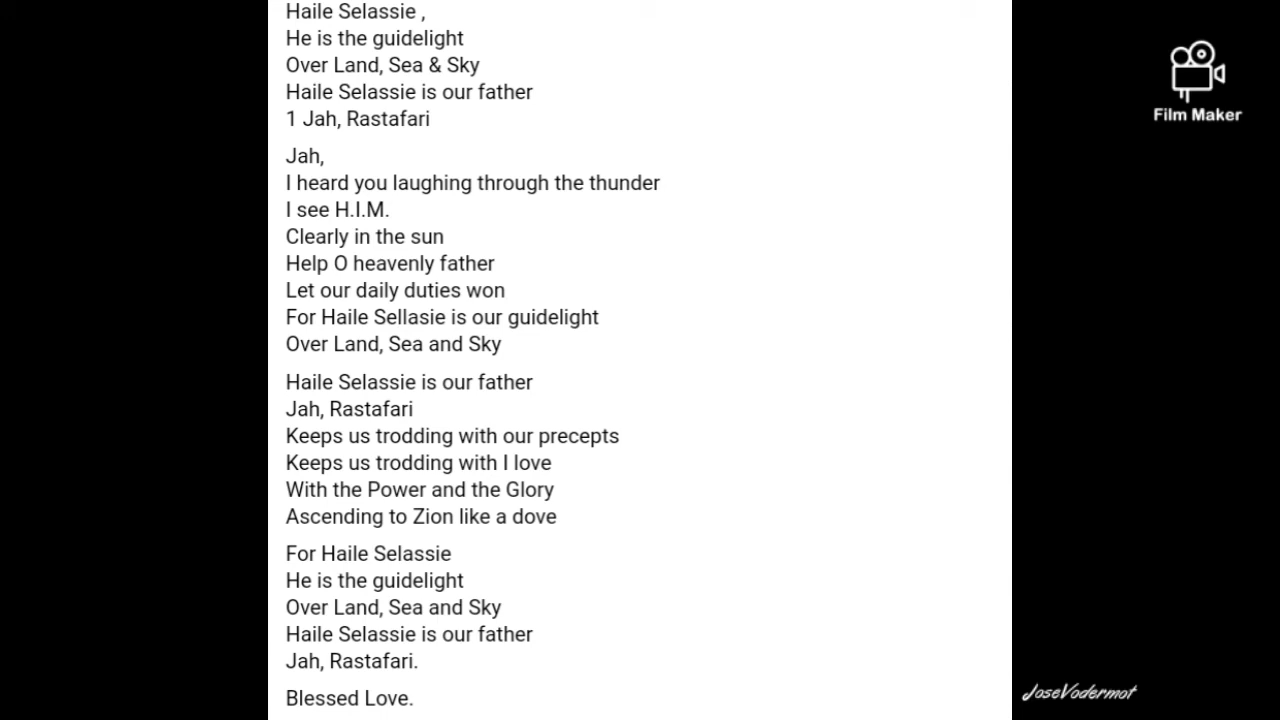 Haile Selassie ,
He is the guidelight
Over Land, Sea & Sky
Haile Selassie is our father
1 Jah, Rastafari
Jah,
I heard you laughing through the thunder
I see H.I.M.
Clearly in the sun
Help O heavenly father
Let our daily duties won
For Haile Sellasie is our guidelight
Over Land, Sea and Sky
Haile Selassie is our father
Jah, Rastafari
Keeps us trodding with our precepts
Keeps us trodding with I love
With the Power and the Glory
Ascending to Zion like a dove
For Haile Selassie
He is the guidelight
Over Land, Sea and Sky
Haile Selassie is our father
Jah, Rastafari.
Blessed Love.
Film Maker
JoseVodermot